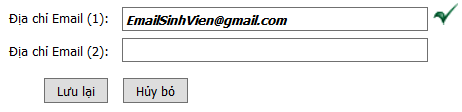 Địa chỉ Email (1): EmailSinhVien@gmail.com
Địa chỉ Email (2):
Lưu lại Hủy bỏ